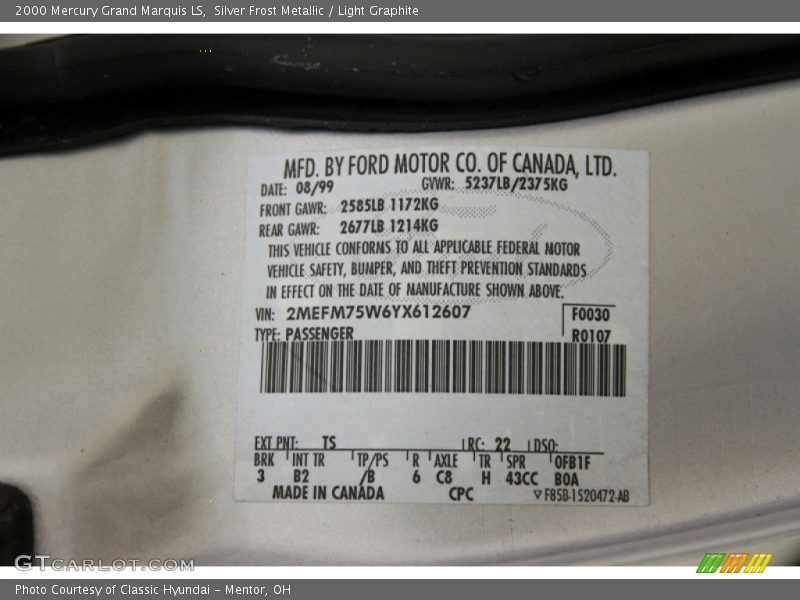 2000 Mercury Grand Marquis LS,  Silver Frost Metallic / Light Graphite
MFD. BY FORD MOTOR CO. OF CANADA, LTD.
DATE: 08/99 GVWR: 5237LB/2375KG
FRONT GAWR: 2585LB 1172KG
REAR GAWR: 2677LB 1214KG
THIS VEHICLE CONFORMS TO ALL APPLICABLE FEDERAL MOTOR
VEHICLE SAFETY, BUMPER, AND THEFT PREVENTION STANDARDS
IN EFFECT ON THE DATE OF MANUFACTURE SHOWN ABOVE.
VIN: 2MEFM75W6YX612607 F0030
TYPE: PASSENGER R0107
EXT PNT: TS RC: 22 DSO:
BRK INT TR TP/PS R AXLE TR SPR OFB1F
3 B2 /B 6 C8 H 43CC BOA
MADE IN CANADA CPC F85B-1520472-AB
GTCARLOT.COM
Photo Courtesy of Classic Hyundai – Mentor, OH